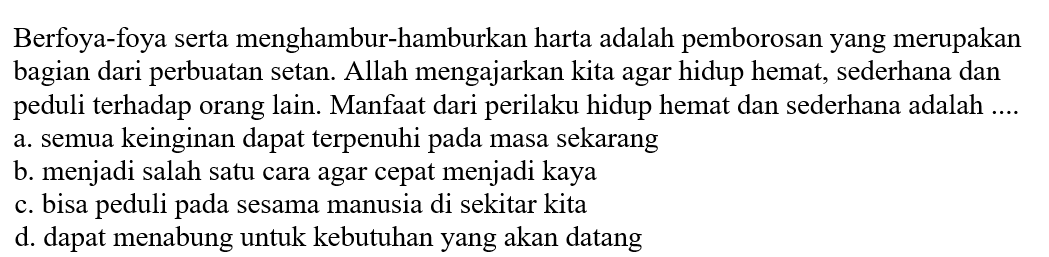 Berfoya-foya serta menghambur-hamburkan harta adalah pemborosan yang merupakan
bagian dari perbuatan setan. Allah mengajarkan kita agar hidup hemat, sederhana dan
peduli terhadap orang lain. Manfaat dari perilaku hidup hemat dan sederhana adalah ....
a. semua keinginan dapat terpenuhi pada masa sekarang
b. menjadi salah satu cara agar cepat menjadi kaya
c. bisa peduli pada sesama manusia di sekitar kita
d. dapat menabung untuk kebutuhan yang akan datang